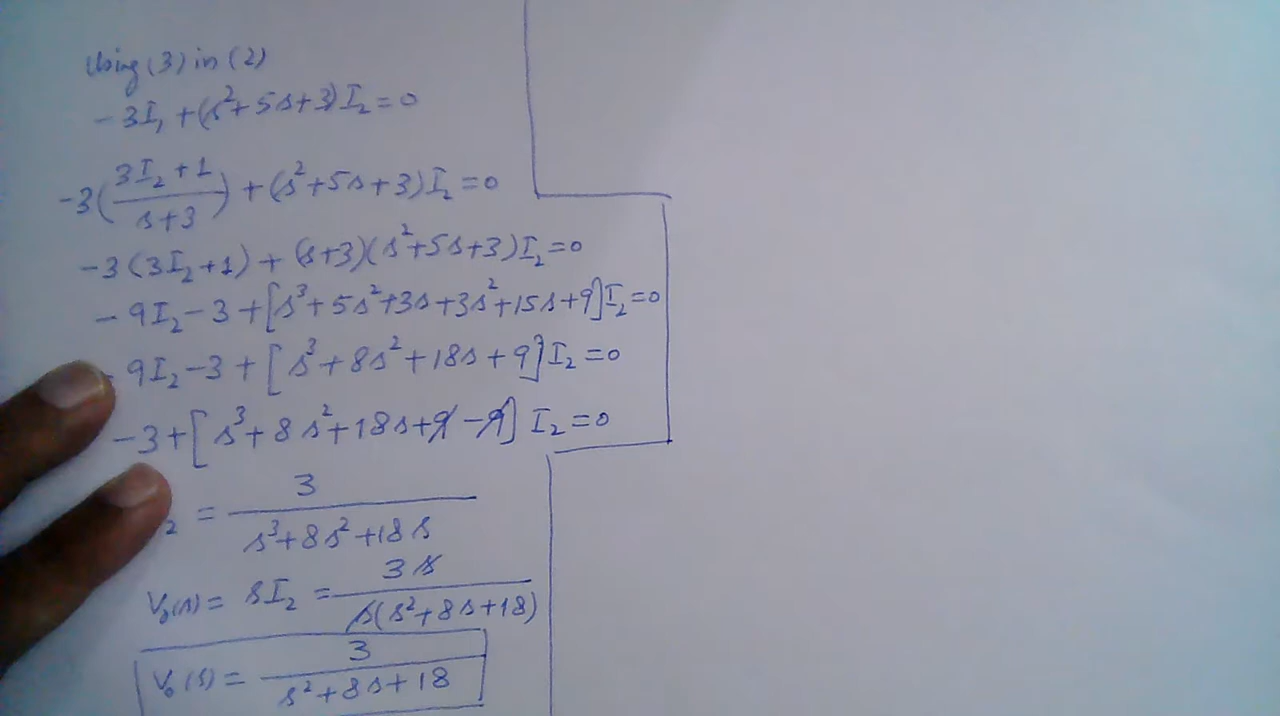 Using (3) in (2)
-3I₁ + (s²+5s+3)I₂ = 0
-3((3I₂+1)/(s+3)) + (s²+5s+3)I₂ = 0
-3(3I₂+1) + (s+3)(s²+5s+3)I₂ = 0
- 9I₂ - 3 + [s³+5s²+3s+3s²+15s+9]I₂ = 0
- 9I₂ - 3 + [s³+8s²+18s+9]I₂ = 0
-3 + [s³+8s²+18s+9-9] I₂ = 0
₂ = 3/(s³+8s²+18s)
V₀(s) = sI₂ = 3s/(s(s²+8s+18))
V₀(s) = 3/(s²+8s+18)